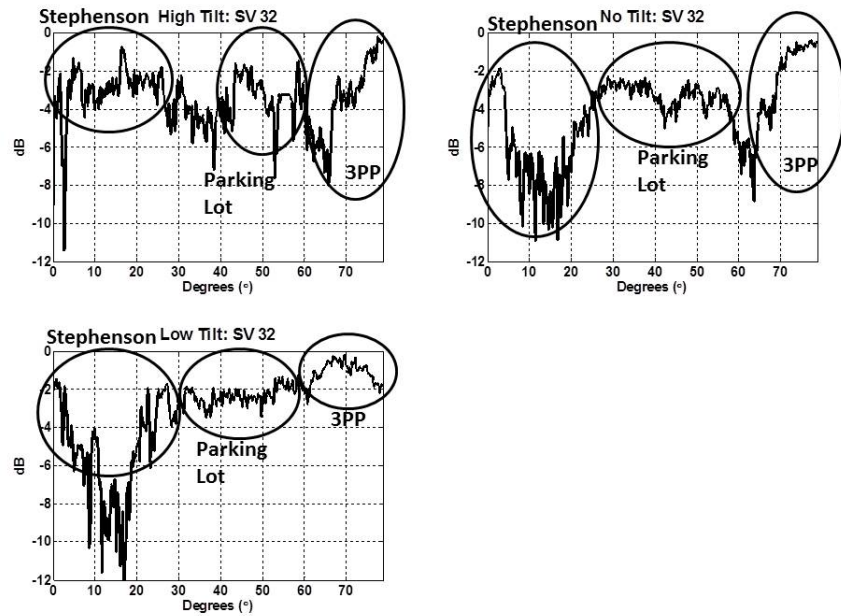 Stephenson High Tilt: SV 32
0
-2
-4
-6
-8
-10
-12
dB
Parking
Lot
3PP
0 10 20 30 40 50 60 70
Degrees (°)
Stephenson No Tilt: SV 32
0
-2
-4
-6
-8
-10
-12
dB
Parking
Lot
3PP
0 10 20 30 40 50 60 70
Degrees (°)
Stephenson Low Tilt: SV 32
0
-2
-4
-6
-8
-10
-12
dB
Parking
Lot
3PP
0 10 20 30 40 50 60 70
Degrees (°)